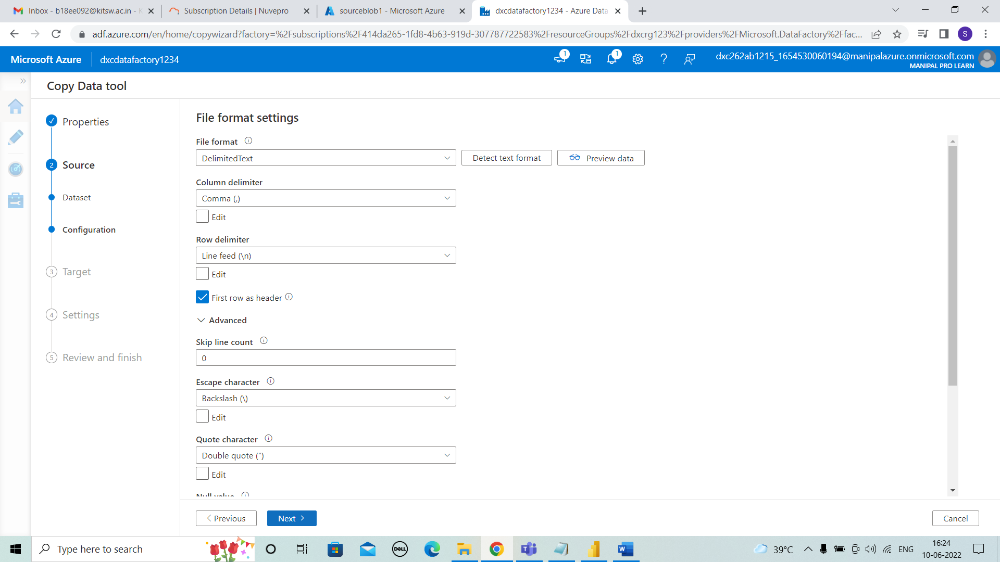 Inbox - b18ee092@kitsw.ac.in - K
Subscription Details | Nuvepro
sourceblob1 - Microsoft Azure
dxcdatafactory1234 - Azure Data
adf.azure.com/en/home/copywizard?factory=%2Fsubscriptions%2F414da265-1fd8-4b63-919d-307787722583%2FresourceGroups%2Fdxcrg123%2Fproviders%2FMicrosoft.DataFactory%2Ffac...
S
Microsoft Azure
dxcdatafactory1234
1
1
dxc262ab1215_1654530060194@manipalazure.onmicrosoft.com
MANIPAL PRO LEARN
Copy Data tool
Properties
2 Source
Dataset
Configuration
3 Target
4 Settings
5 Review and finish
File format settings
File format
DelimitedText
Detect text format
Preview data
Column delimiter
Comma (,)
Edit
Row delimiter
Line feed (\n)
Edit
First row as header
Advanced
Skip line count
0
Escape character
Backslash (\)
Edit
Quote character
Double quote (")
Edit
Null value
Previous
Next
Cancel
Type here to search
DELL
39°C
ENG
16:24
10-06-2022